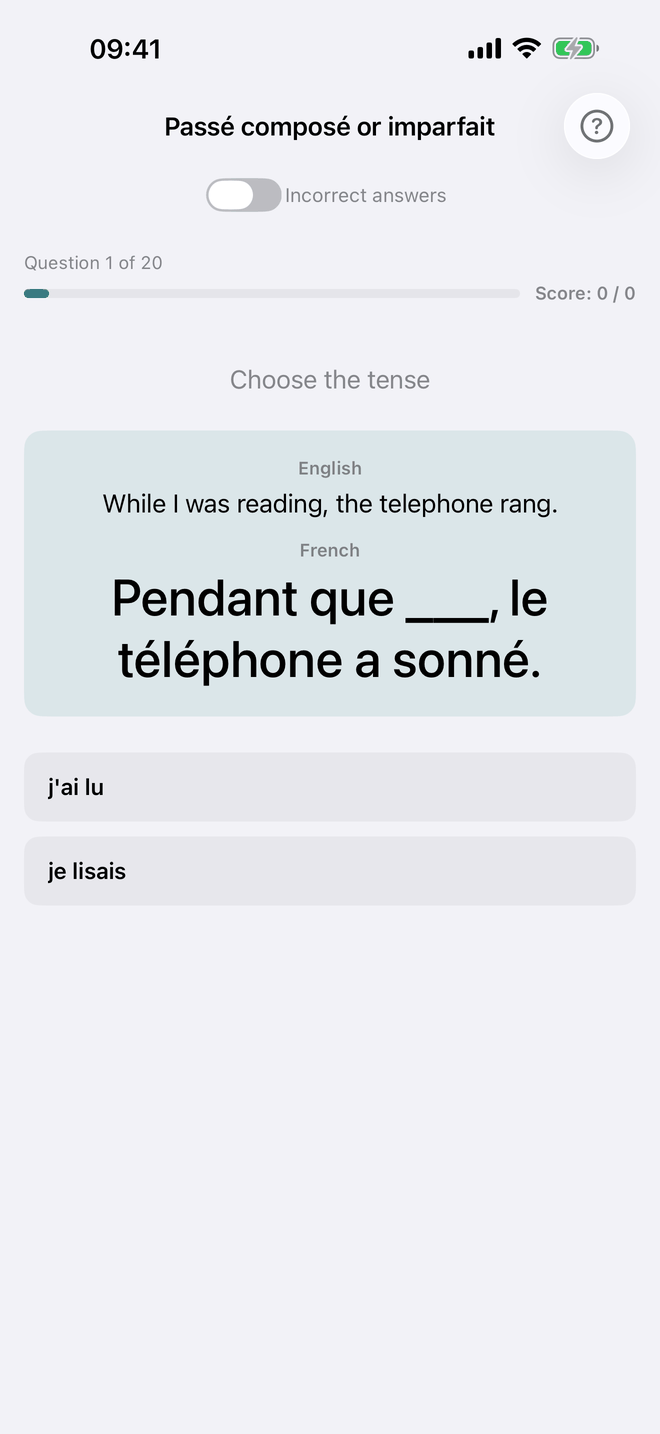 09:41
Passé composé or imparfait
?
Incorrect answers
Question 1 of 20
Score: 0 / 0
Choose the tense
English
While I was reading, the telephone rang.
French
Pendant que ____, le
téléphone a sonné.
j'ai lu
je lisais